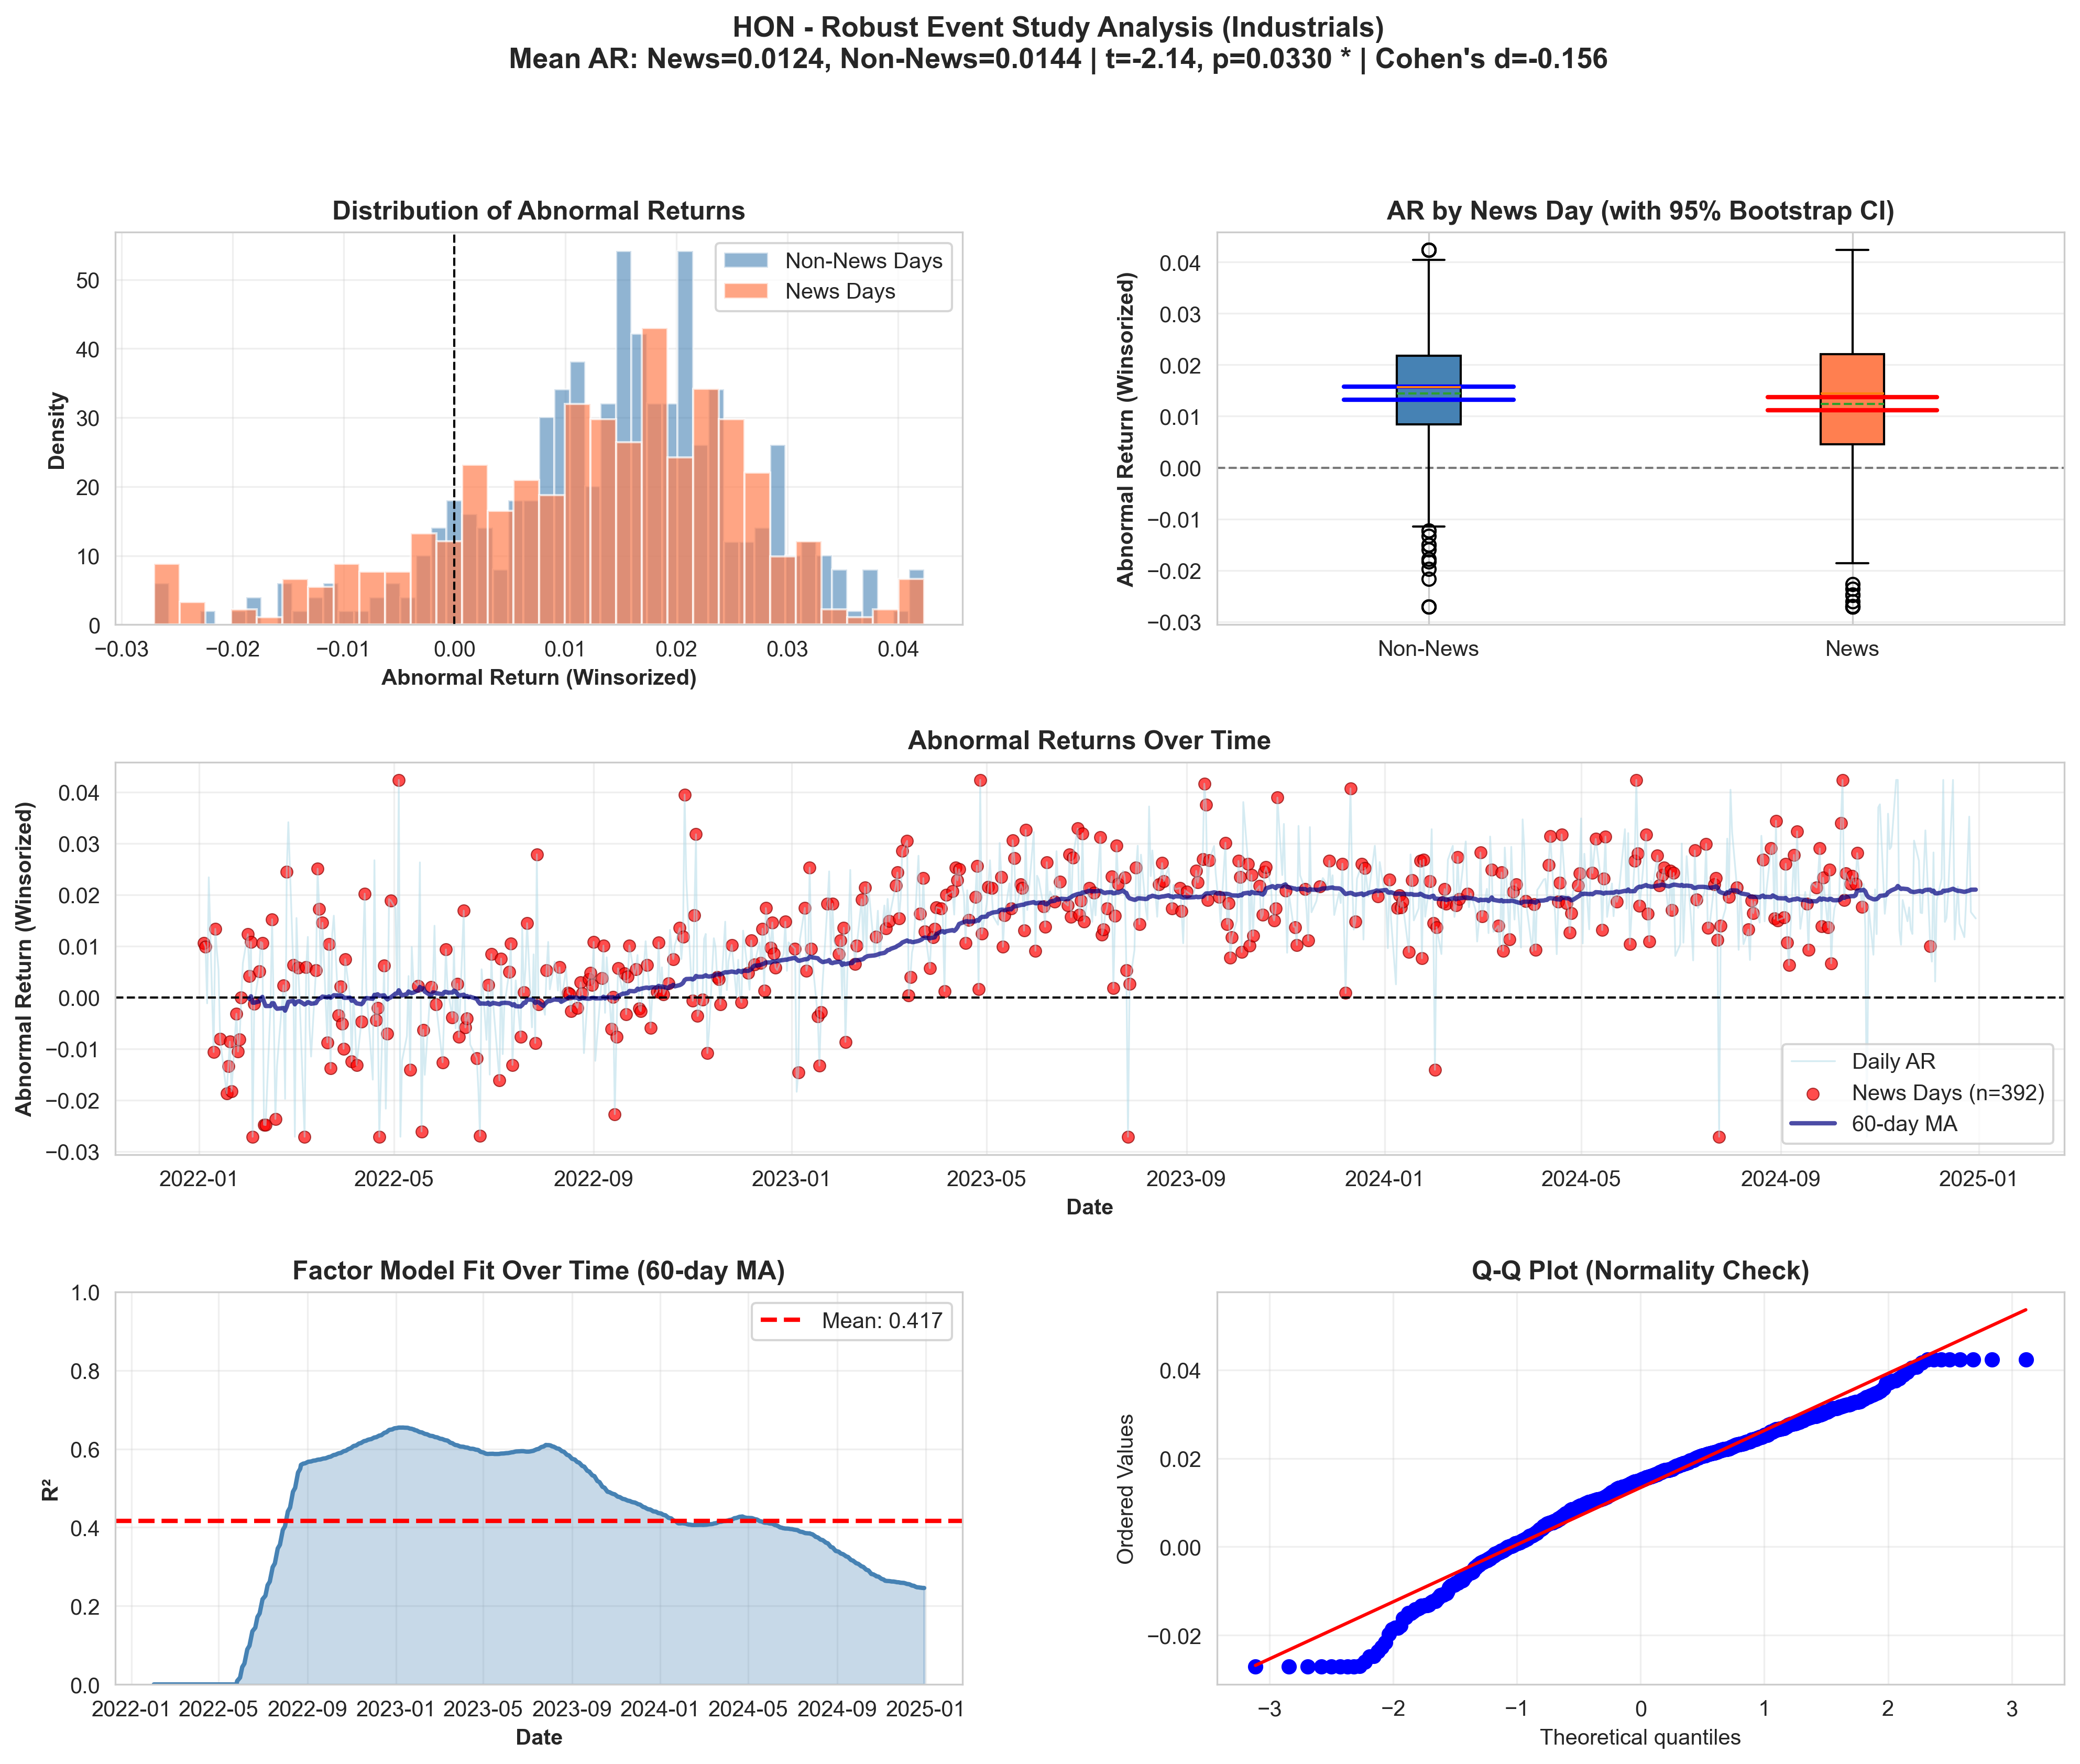 HON - Robust Event Study Analysis (Industrials)
Mean AR: News=0.0124, Non-News=0.0144 | t=-2.14, p=0.0330 * | Cohen's d=-0.156
Distribution of Abnormal Returns
Density
50
40
30
20
10
0
Non-News Days
News Days
−0.03 −0.02 −0.01 0.00 0.01 0.02 0.03 0.04
Abnormal Return (Winsorized)
AR by News Day (with 95% Bootstrap CI)
Abnormal Return (Winsorized)
0.04
0.03
0.02
0.01
0.00
−0.01
−0.02
−0.03
Non-News News
Abnormal Returns Over Time
Abnormal Return (Winsorized)
0.04
0.03
0.02
0.01
0.00
−0.01
−0.02
−0.03
Daily AR
News Days (n=392)
60-day MA
2022-01 2022-05 2022-09 2023-01 2023-05 2023-09 2024-01 2024-05 2024-09 2025-01
Date
Factor Model Fit Over Time (60-day MA)
R²
1.0
0.8
0.6
0.4
0.2
0.0
Mean: 0.417
2022-01 2022-05 2022-09 2023-01 2023-05 2023-09 2024-01 2024-05 2024-09 2025-01
Date
Q-Q Plot (Normality Check)
Ordered Values
0.04
0.02
0.00
−0.02
−3 −2 −1 0 1 2 3
Theoretical quantiles